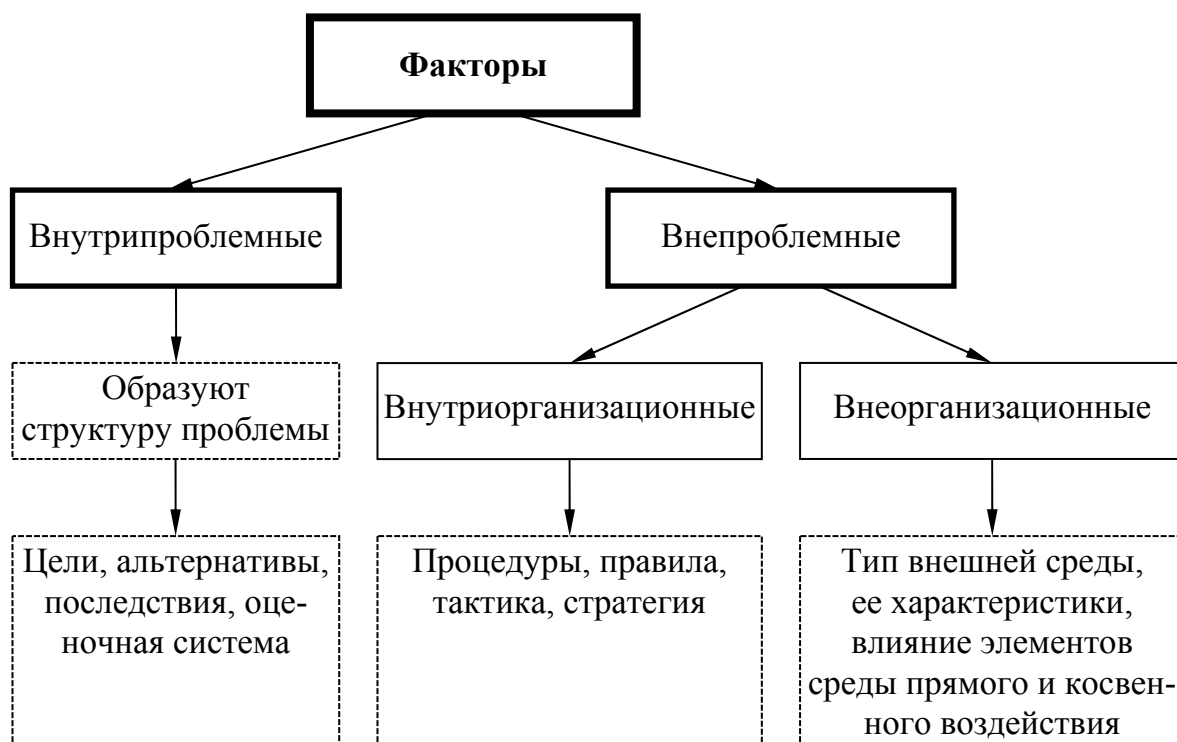 Факторы
Внутрипроблемные
Внепроблемные
Образуют
структуру проблемы
Внутриорганизационные
Внеорганизационные
Цели, альтернативы,
последствия, оце-
ночная система
Процедуры, правила,
тактика, стратегия
Тип внешней среды,
ее характеристики,
влияние элементов
среды прямого и косвен-
ного воздействия